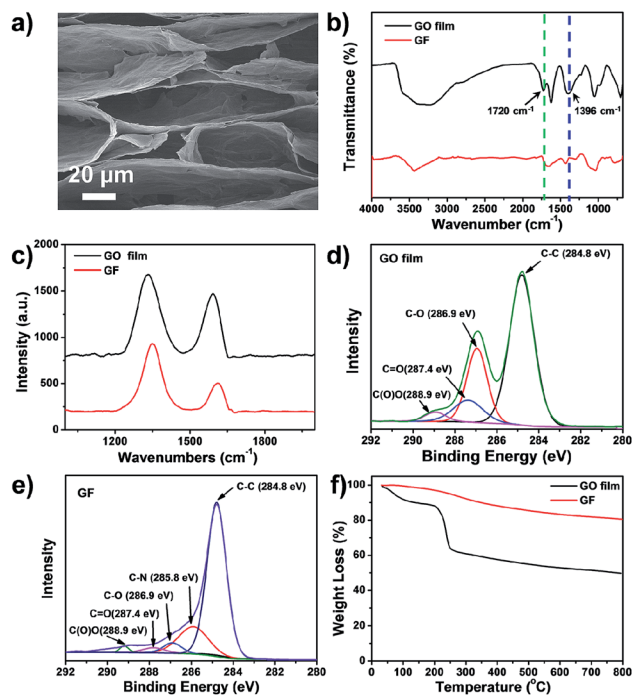 a)
20 µm
b)
GO film
GF
1720 cm-1
1396 cm-1
Transmittance (%)
4000 3500 3000 2500 2000 1500 1000
Wavenumber (cm-1)
c)
GO film
GF
2000
1500
1000
500
0
Intensity (a.u.)
1200 1400 1600 1800
Wavenumbers (cm-1)
d)
GO film
C-C (284.8 eV)
C-O (286.9 eV)
C=O(287.4 eV)
C(O)O(288.9 eV)
Intensity
292 290 288 286 284 282 280
Binding Energy (eV)
e)
GF
C-C (284.8 eV)
C-N (285.8 eV)
C-O (286.9 eV)
C=O(287.4 eV)
C(O)O(288.9 eV)
Intensity
292 290 288 286 284 282 280
Binding Energy (eV)
f)
GO film
GF
100
80
60
40
20
0
Weight Loss (%)
0 100 200 300 400 500 600 700 800
Temperature (oC)